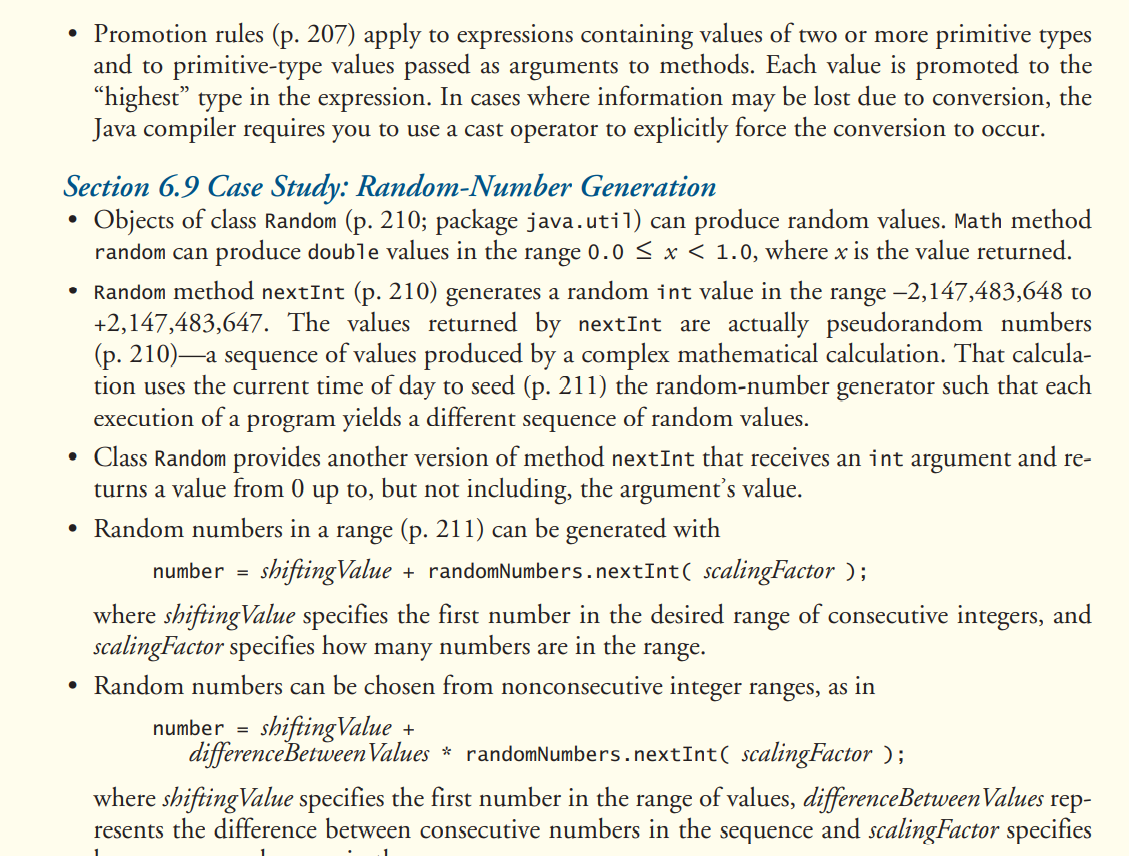 • Promotion rules (p. 207) apply to expressions containing values of two or more primitive types
and to primitive-type values passed as arguments to methods. Each value is promoted to the
“highest” type in the expression. In cases where information may be lost due to conversion, the
Java compiler requires you to use a cast operator to explicitly force the conversion to occur.
Section 6.9 Case Study: Random-Number Generation
• Objects of class Random (p. 210; package java.util) can produce random values. Math method
random can produce double values in the range 0.0 ≤ x < 1.0, where x is the value returned.
• Random method nextInt (p. 210) generates a random int value in the range –2,147,483,648 to
+2,147,483,647. The values returned by nextInt are actually pseudorandom numbers
(p. 210)—a sequence of values produced by a complex mathematical calculation. That calcula-
tion uses the current time of day to seed (p. 211) the random-number generator such that each
execution of a program yields a different sequence of random values.
• Class Random provides another version of method nextInt that receives an int argument and re-
turns a value from 0 up to, but not including, the argument’s value.
• Random numbers in a range (p. 211) can be generated with
number = shiftingValue + randomNumbers.nextInt( scalingFactor );
where shiftingValue specifies the first number in the desired range of consecutive integers, and
scalingFactor specifies how many numbers are in the range.
• Random numbers can be chosen from nonconsecutive integer ranges, as in
number = shiftingValue +
differenceBetweenValues * randomNumbers.nextInt( scalingFactor );
where shiftingValue specifies the first number in the range of values, differenceBetweenValues rep-
resents the difference between consecutive numbers in the sequence and scalingFactor specifies